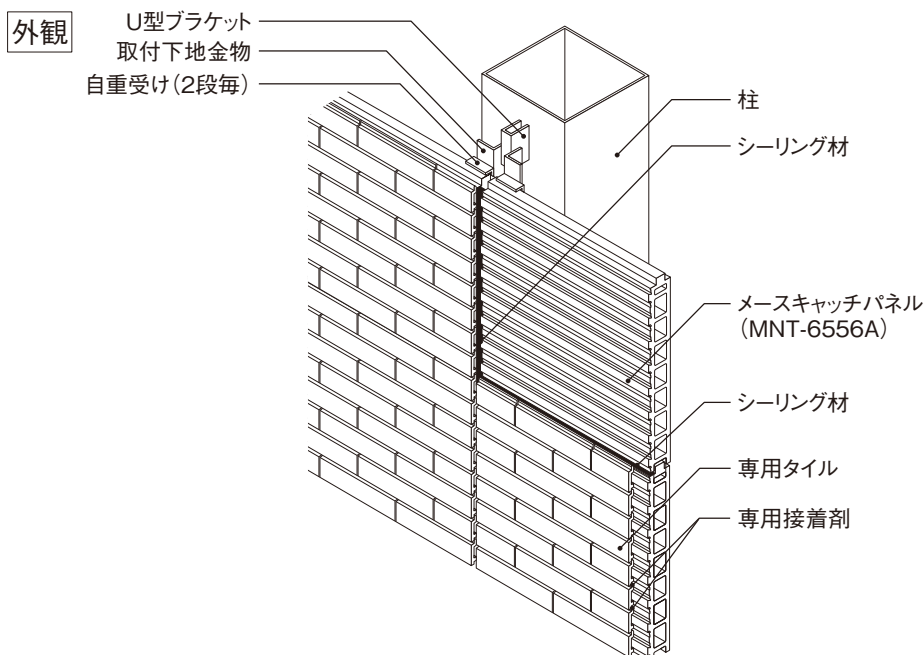 外観
U型ブラケット
取付下地金物
自重受け(2段毎)
柱
シーリング材
メースキャッチパネル
(MNT-6556A)
シーリング材
専用タイル
専用接着剤